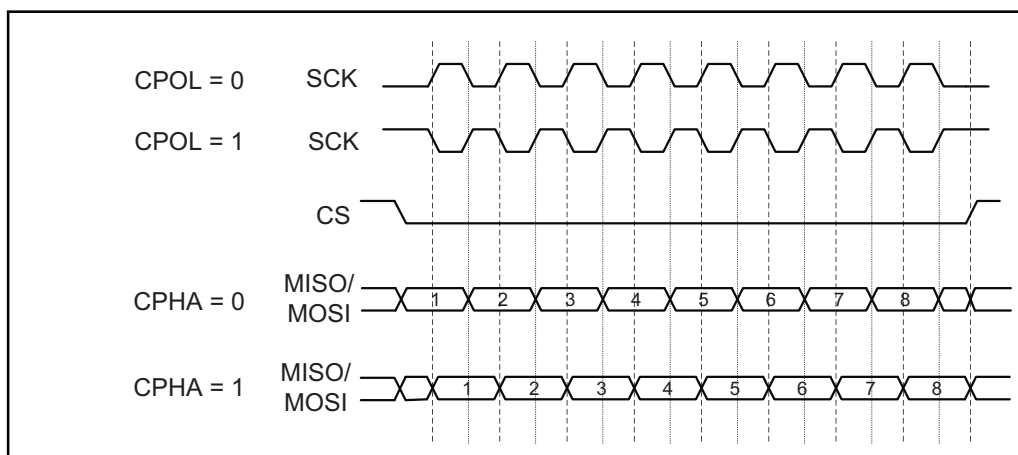 CPOL = 0 SCK
CPOL = 1 SCK
CS
CPHA = 0 MISO/
MOSI 1 2 3 4 5 6 7 8
CPHA = 1 MISO/
MOSI 1 2 3 4 5 6 7 8